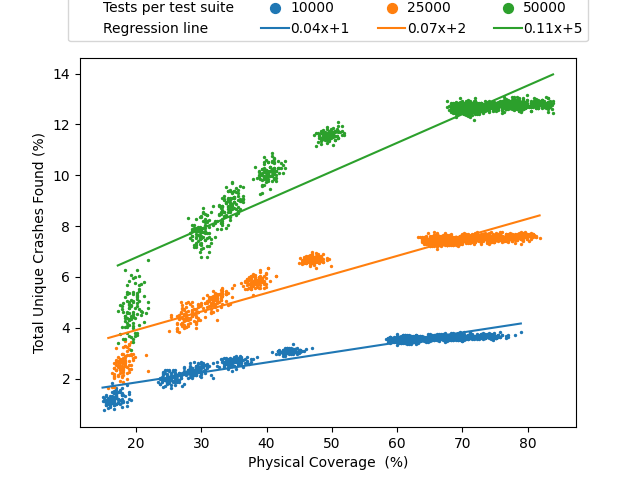 Tests per test suite 10000 25000 50000
Regression line 0.04x+1 0.07x+2 0.11x+5
14
12
10
8
6
4
2
Total Unique Crashes Found (%)
20 30 40 50 60 70 80
Physical Coverage (%)